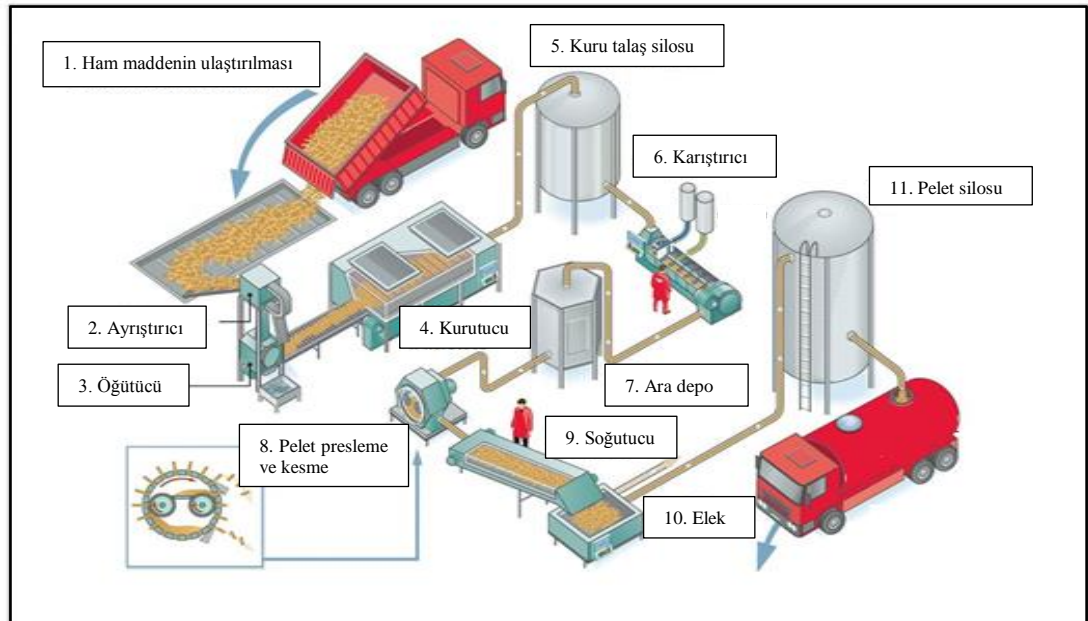 1. Ham maddenin ulaştırılması
2. Ayrıştırıcı
3. Öğütücü
4. Kurutucu
5. Kuru talaş silosu
6. Karıştırıcı
7. Ara depo
8. Pelet presleme
ve kesme
9. Soğutucu
10. Elek
11. Pelet silosu